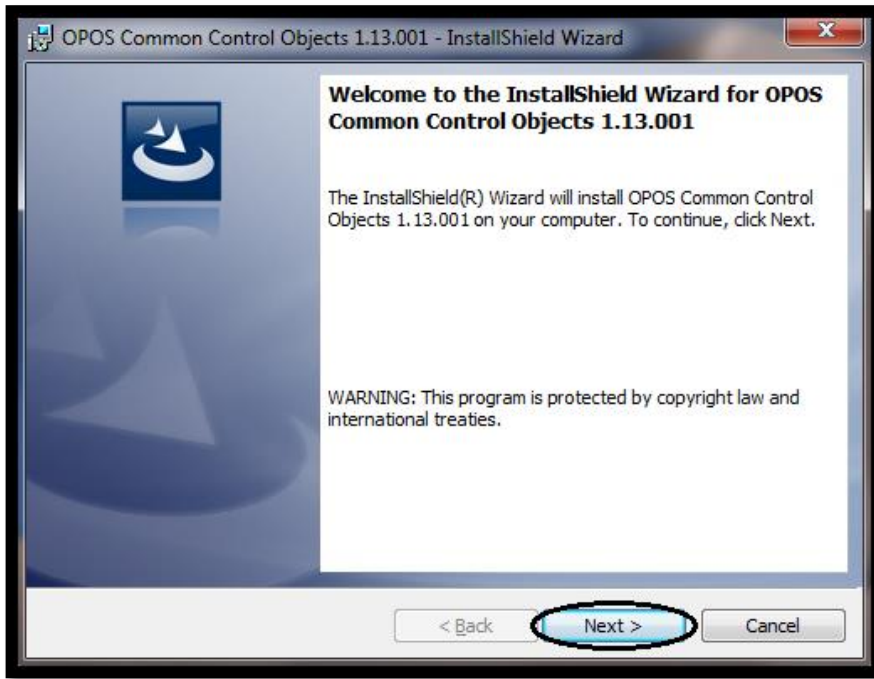 OPOS Common Control Objects 1.13.001 - InstallShield Wizard
Welcome to the InstallShield Wizard for OPOS
Common Control Objects 1.13.001
The InstallShield(R) Wizard will install OPOS Common Control
Objects 1.13.001 on your computer. To continue, click Next.
WARNING: This program is protected by copyright law and
international treaties.
< Back Next > Cancel